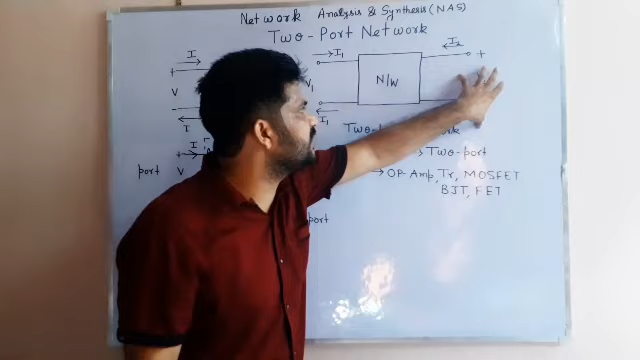 Network Analysis & Synthesis (NAS)
Two-Port Network
I
+
V
I
I
+
V
port
I₁
V₁
I₁
N/W
I₂
+
→ Two-port
→ OP-Amp, Tr, MOSFET
BJT, FET
port